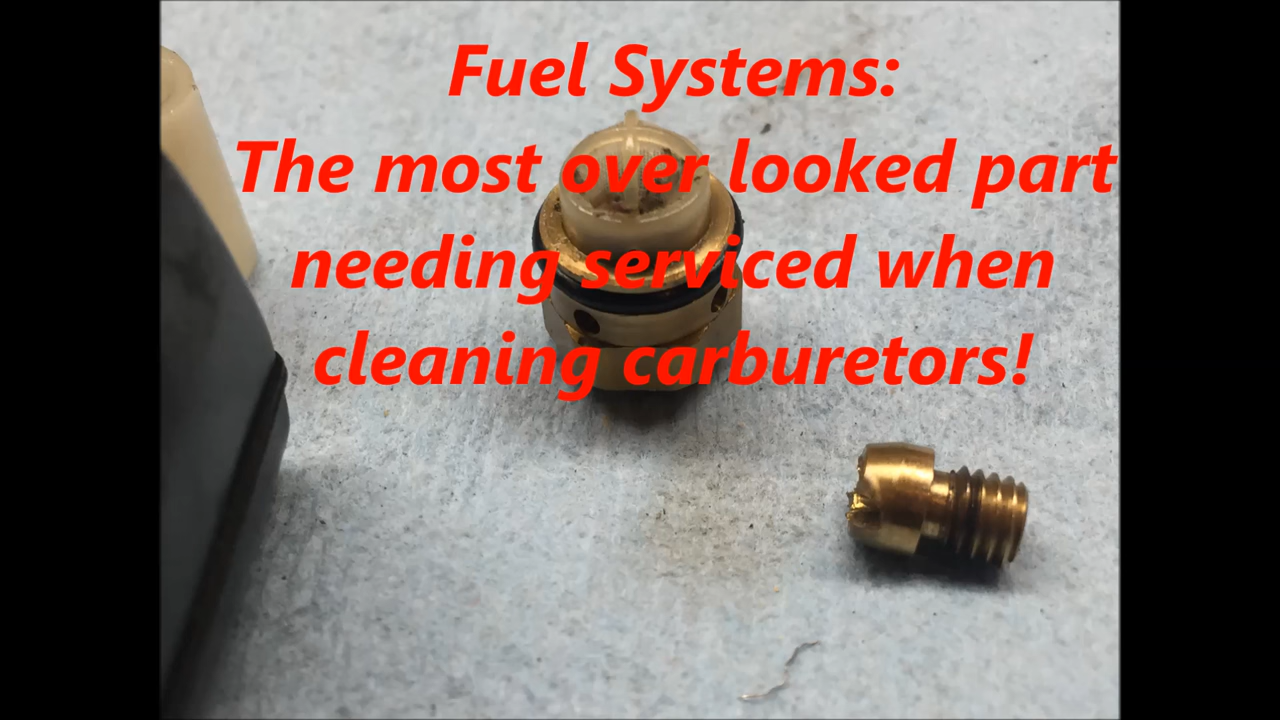 Fuel Systems:
The most over looked part
needing serviced when
cleaning carburetors!